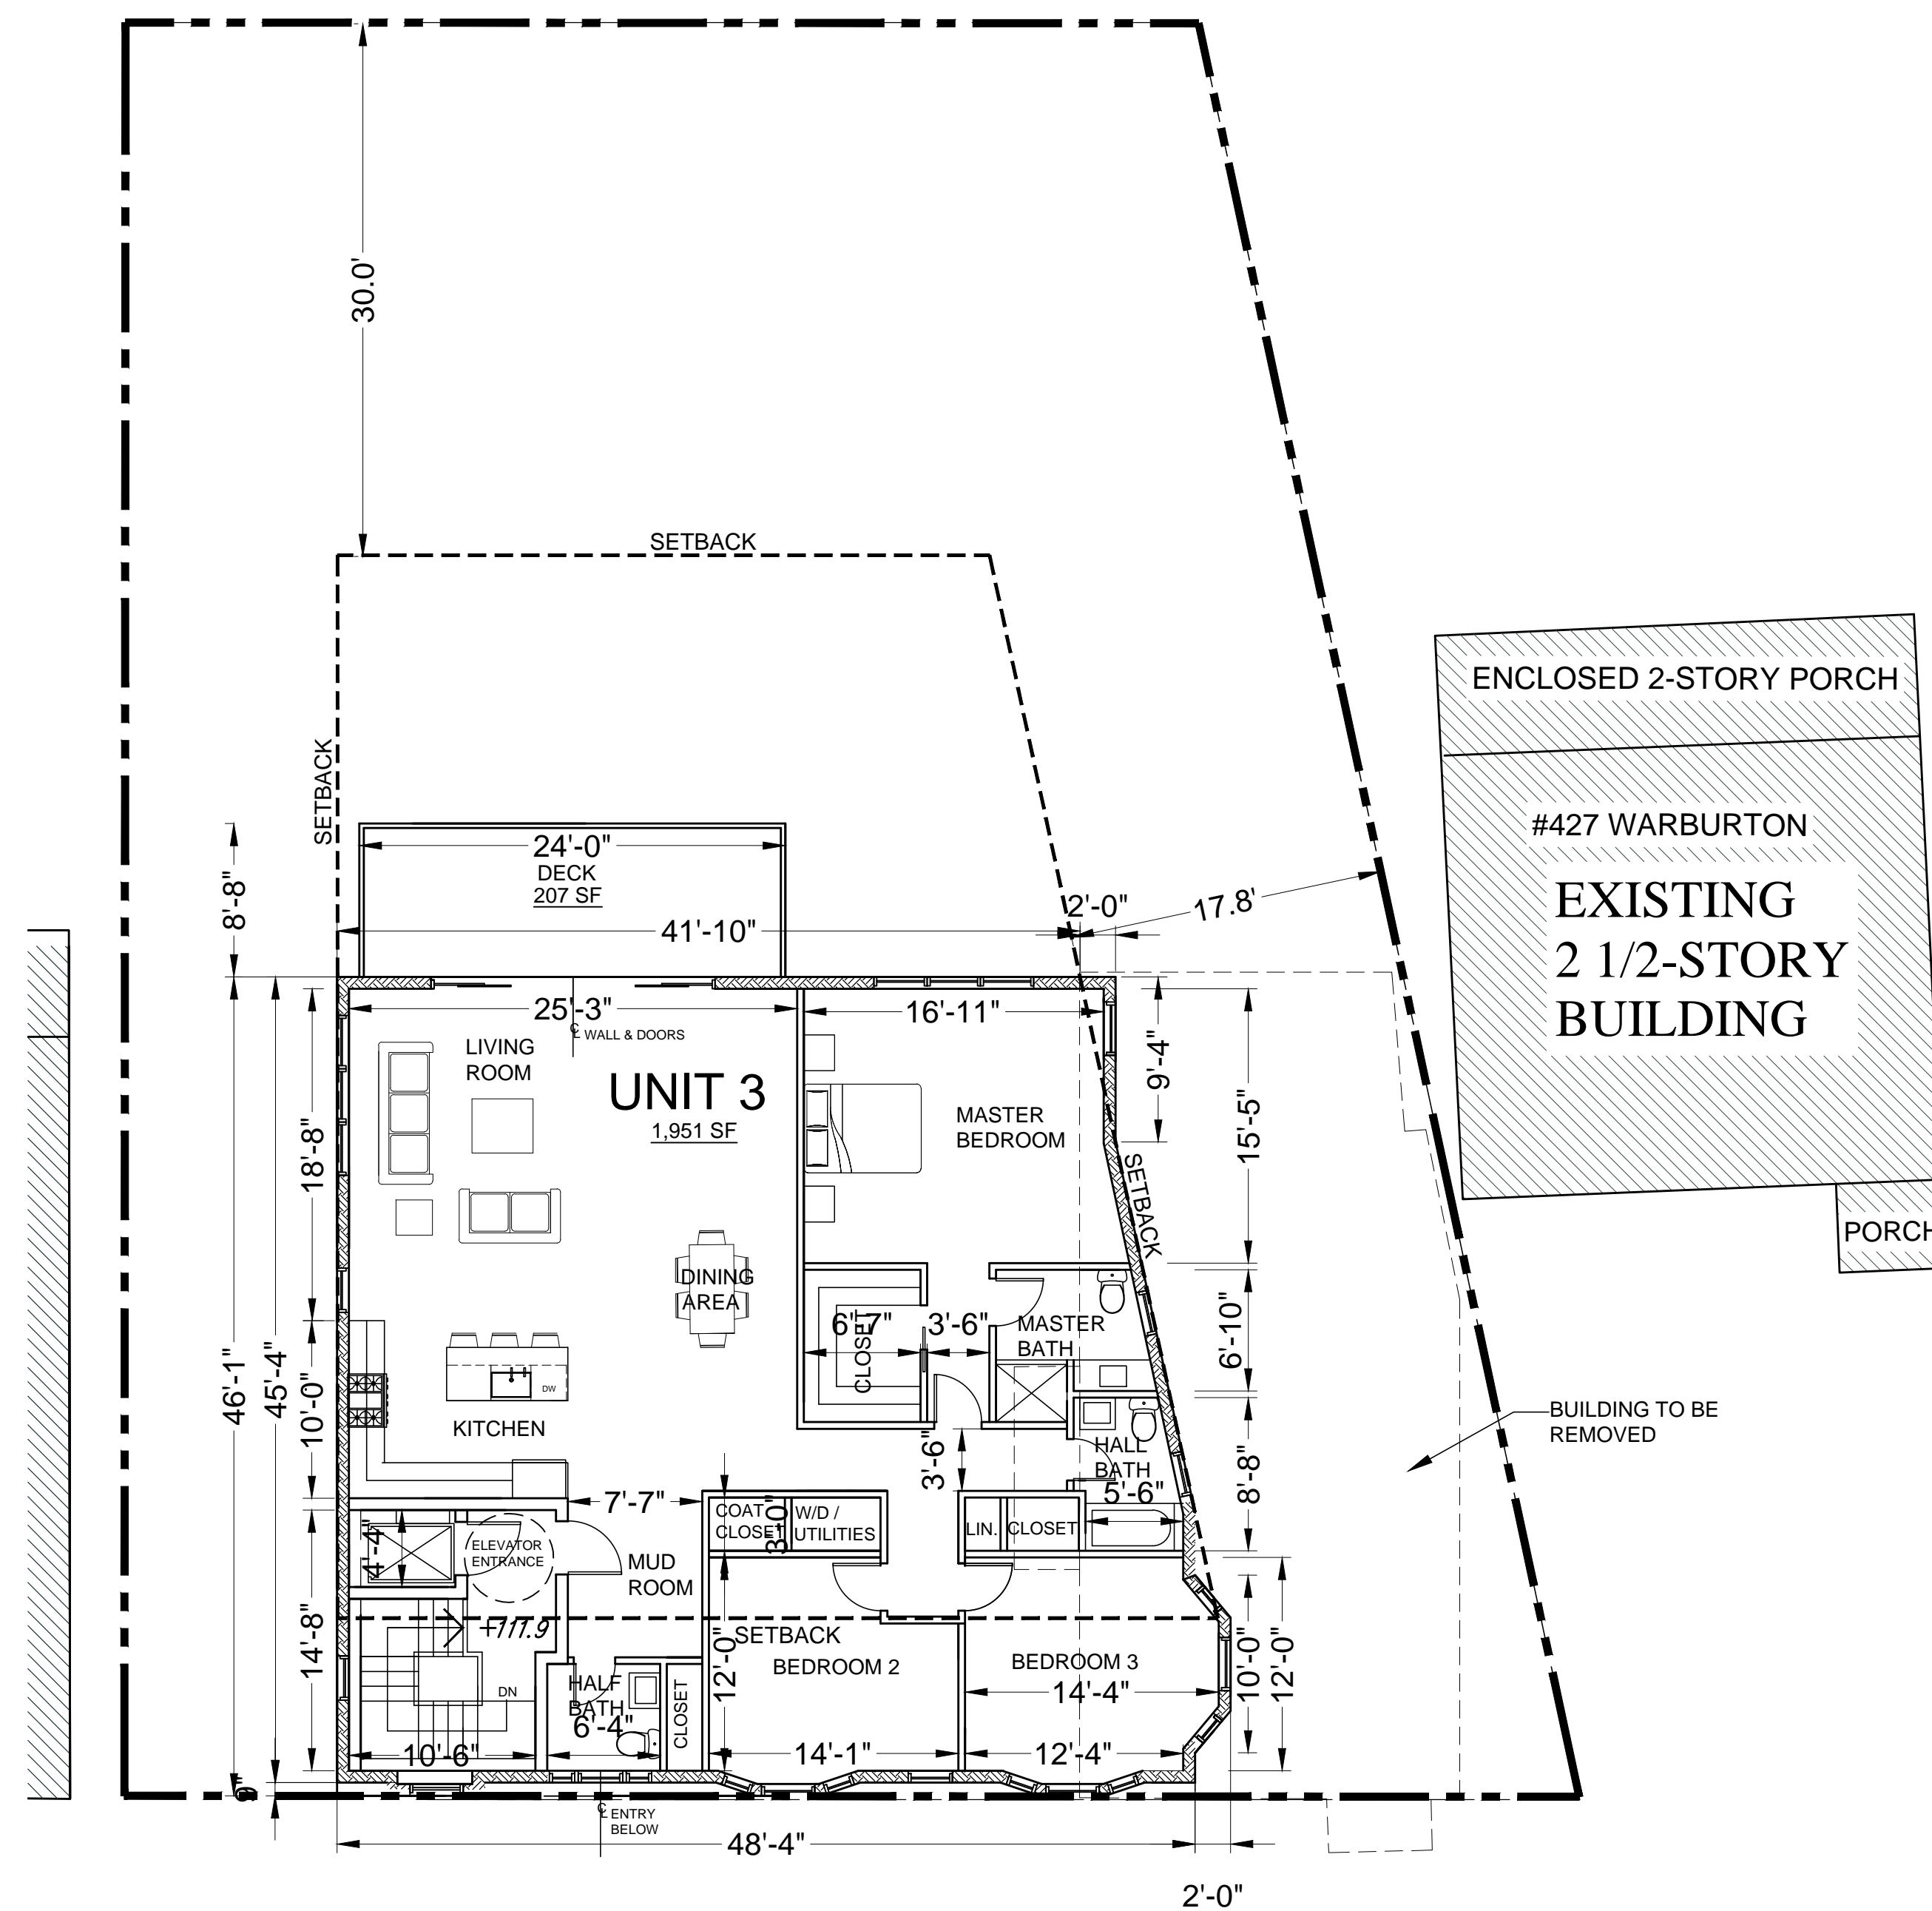 30.0'
SETBACK
SETBACK
ENCLOSED 2-STORY PORCH
#427 WARBURTON
EXISTING
2 1/2-STORY
BUILDING
PORCH
24'-0"
DECK
207 SF
8'-8"
41'-10"
2'-0"
17.8'
25'-3"
℄ WALL & DOORS
16'-11"
LIVING
ROOM
UNIT 3
1,951 SF
MASTER
BEDROOM
9'-4"
15'-5"
18'-8"
SETBACK
DINING
AREA
6'-7"
3'-6"
CLOSET
MASTER
BATH
6'-10"
46'-1"
45'-4"
10'-0"
DW
KITCHEN
BUILDING TO BE
REMOVED
3'-6"
HALL
BATH
5'-6"
8'-8"
7'-7"
COAT
CLOSET
3'-0"
W/D /
UTILITIES
LIN.
CLOSET
4'-4"
ELEVATOR
ENTRANCE
MUD
ROOM
14'-8"
+111.9
SETBACK
12'-0"
BEDROOM 2
BEDROOM 3
14'-4"
10'-0"
12'-0"
DN
HALF
BATH
6'-4"
CLOSET
10'-6"
14'-1"
12'-4"
9"
℄ ENTRY
BELOW
48'-4"
2'-0"